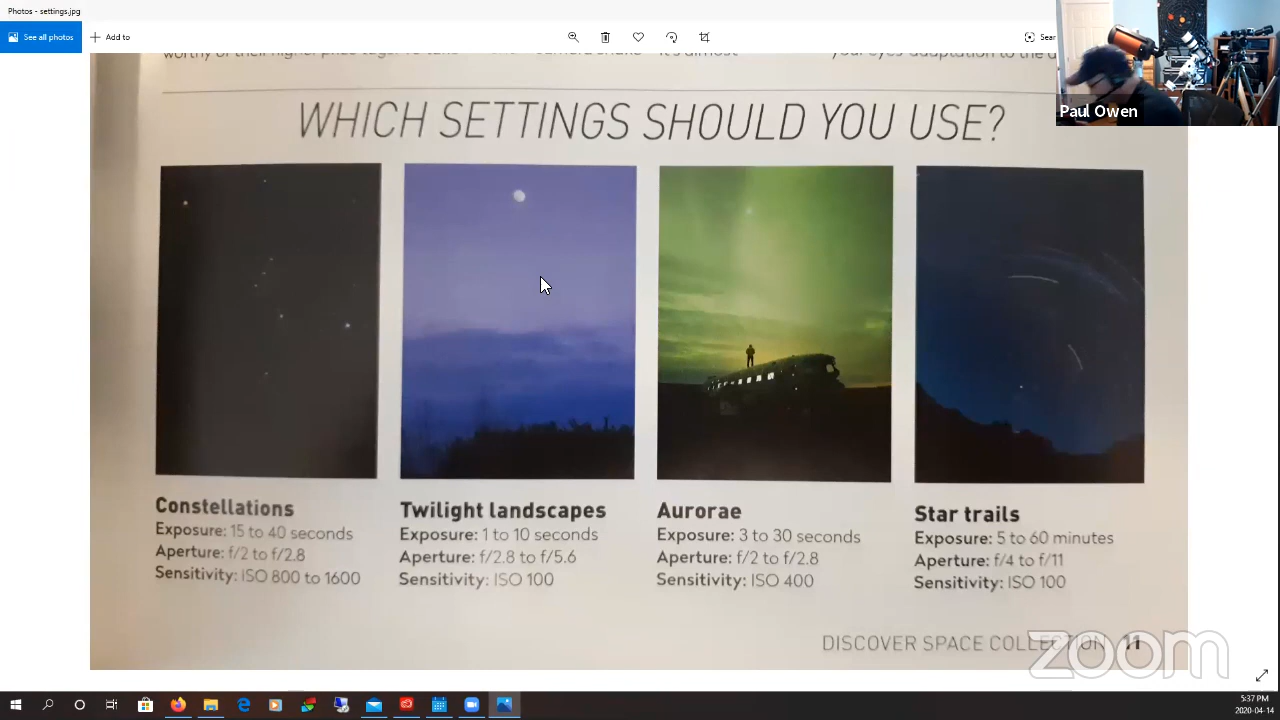 Photos - settings.jpg
See all photos
Add to
Sear
Paul Owen
WHICH SETTINGS SHOULD YOU USE?
Constellations
Exposure: 15 to 40 seconds
Aperture: f/2 to f/2.8
Sensitivity: ISO 800 to 1600
Twilight landscapes
Exposure: 1 to 10 seconds
Aperture: f/2.8 to f/5.6
Sensitivity: ISO 100
Aurorae
Exposure: 3 to 30 seconds
Aperture: f/2 to f/2.8
Sensitivity: ISO 400
Star trails
Exposure: 5 to 60 minutes
Aperture: f/4 to f/11
Sensitivity: ISO 100
DISCOVER SPACE COLLECTION 11
zoom
5:37 PM
2020-04-14